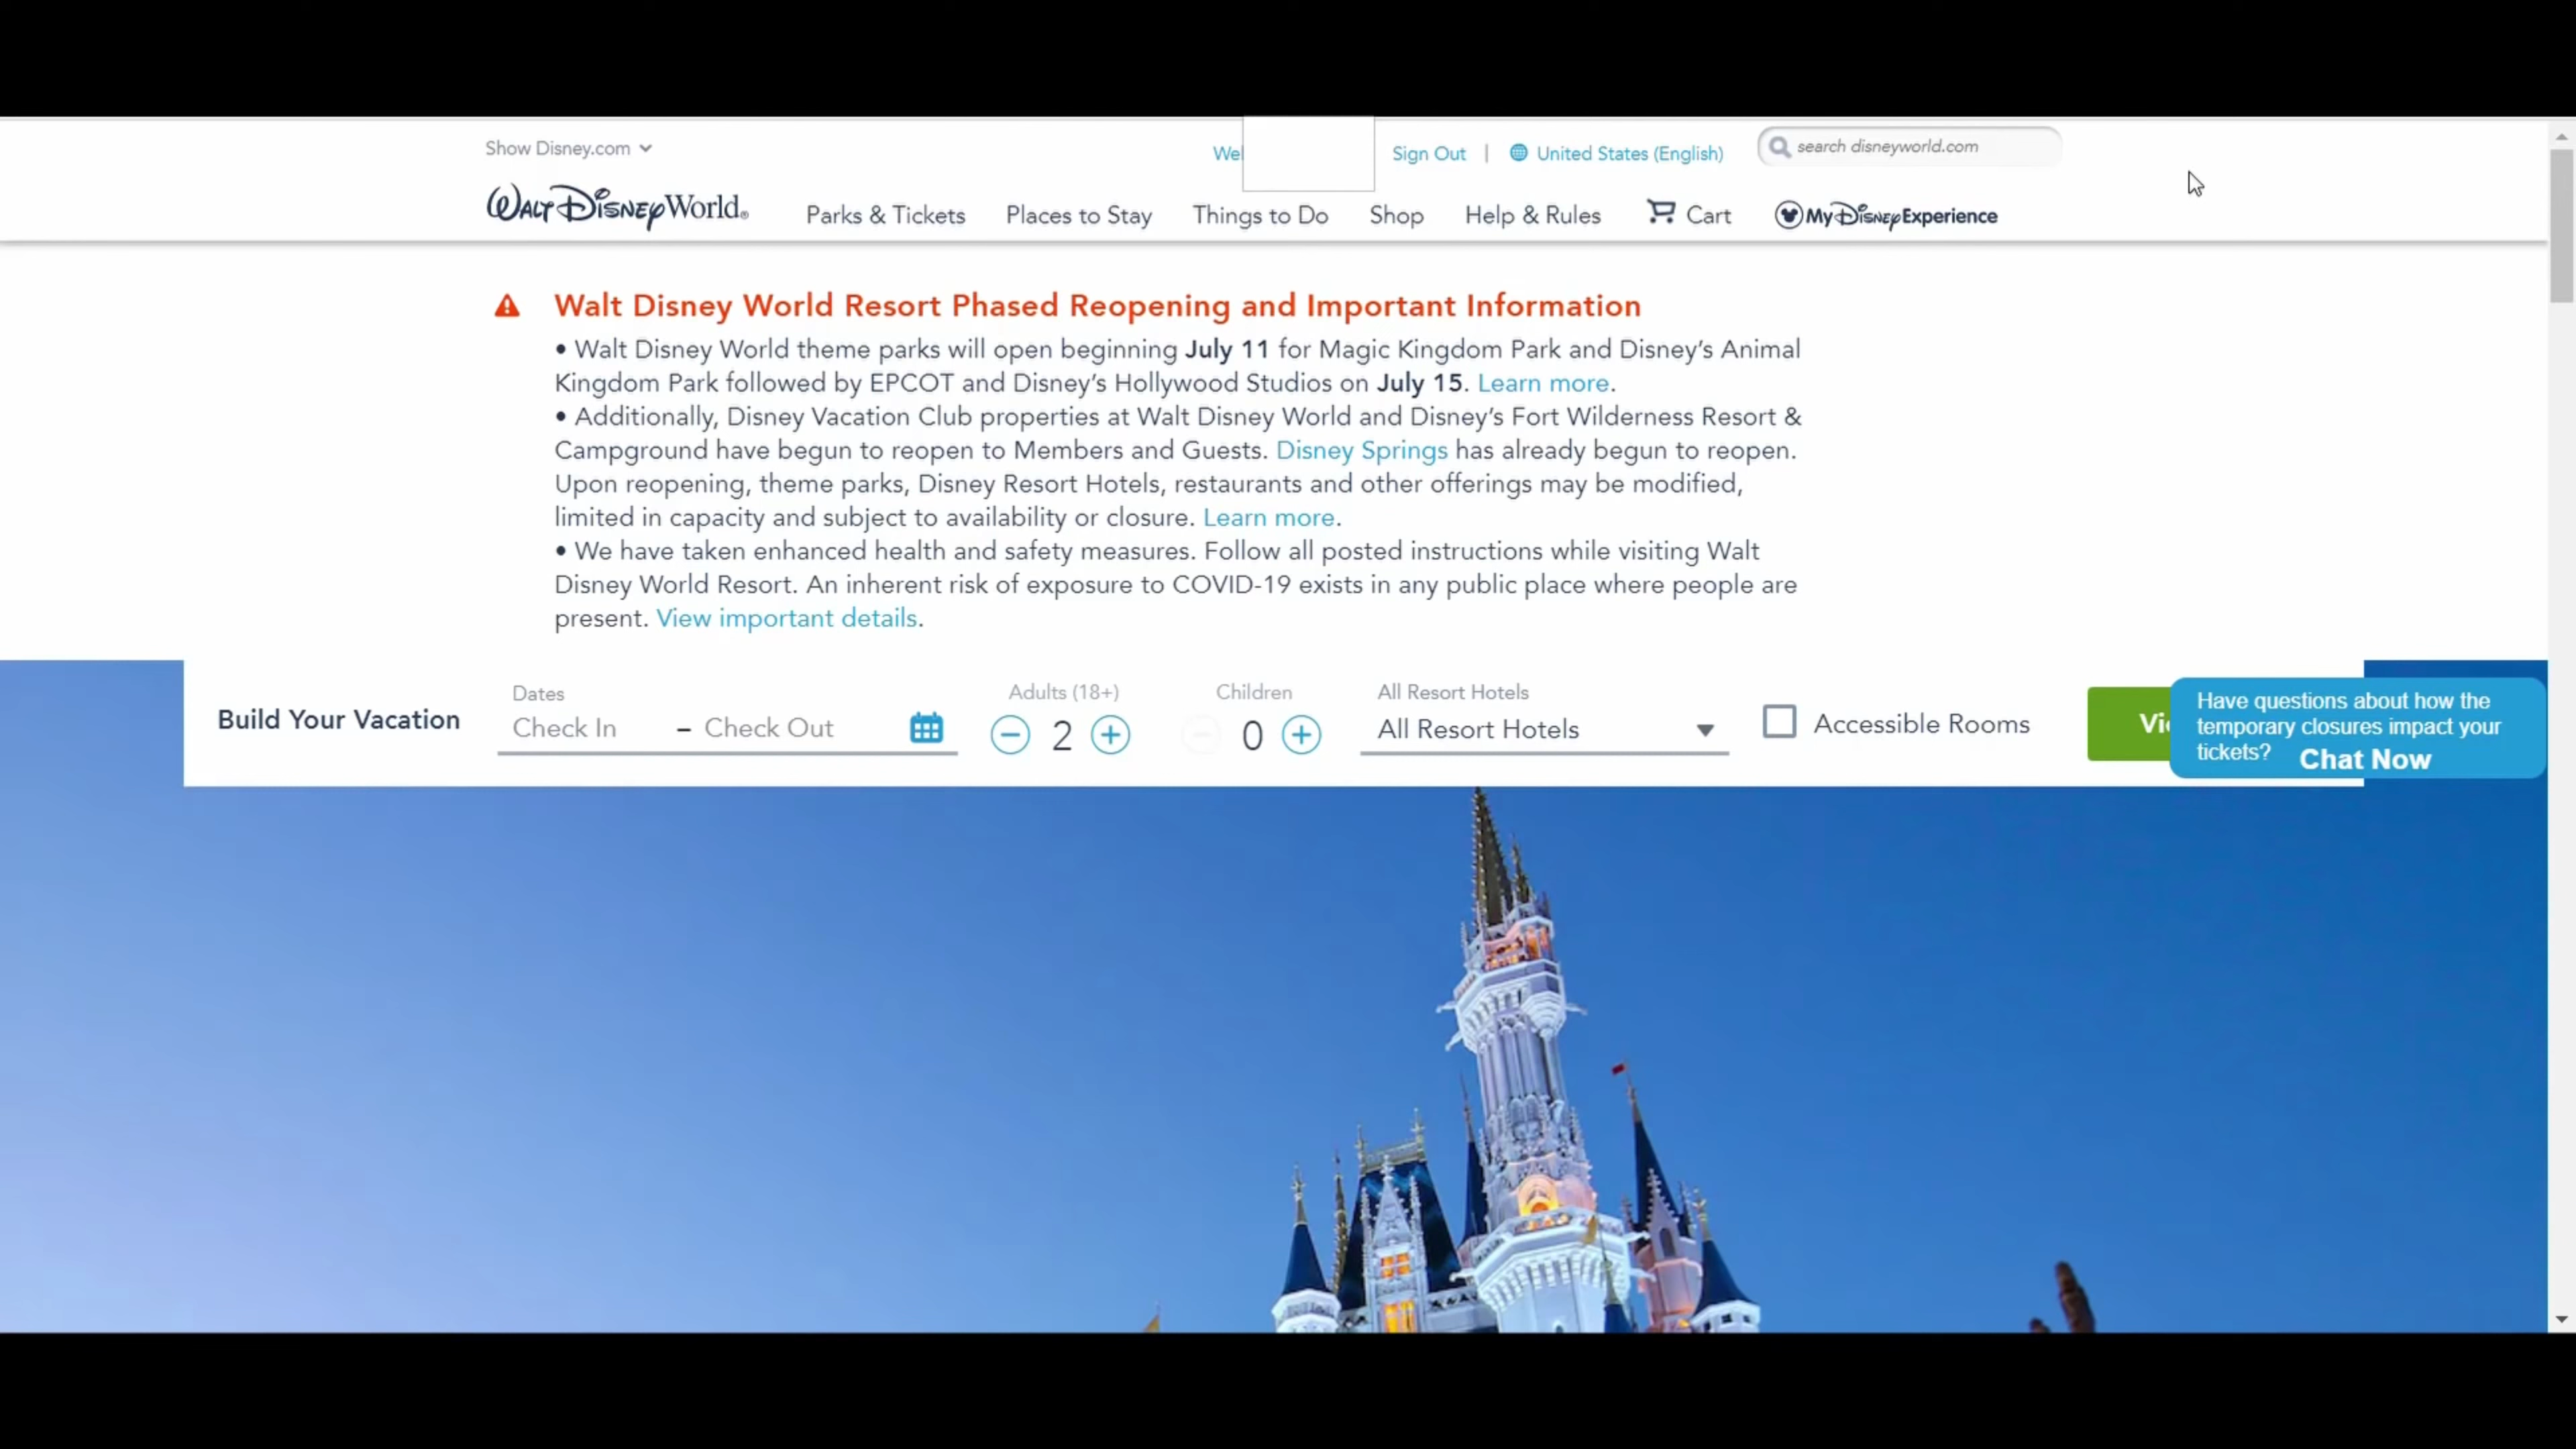 Show Disney.com
Sign Out | United States (English)
search disneyworld.com
Walt Disney World
Parks & Tickets
Places to Stay
Things to Do
Shop
Help & Rules
Cart
My Disney Experience
Walt Disney World Resort Phased Reopening and Important Information
• Walt Disney World theme parks will open beginning July 11 for Magic Kingdom Park and Disney's Animal
Kingdom Park followed by EPCOT and Disney's Hollywood Studios on July 15. Learn more.
• Additionally, Disney Vacation Club properties at Walt Disney World and Disney's Fort Wilderness Resort &
Campground have begun to reopen to Members and Guests. Disney Springs has already begun to reopen.
Upon reopening, theme parks, Disney Resort Hotels, restaurants and other offerings may be modified,
limited in capacity and subject to availability or closure. Learn more.
• We have taken enhanced health and safety measures. Follow all posted instructions while visiting Walt
Disney World Resort. An inherent risk of exposure to COVID-19 exists in any public place where people are
present. View important details.
Build Your Vacation
Dates
Check In – Check Out
Adults (18+)
2
Children
0
All Resort Hotels
All Resort Hotels
Accessible Rooms
Have questions about how the
temporary closures impact your
tickets? Chat Now